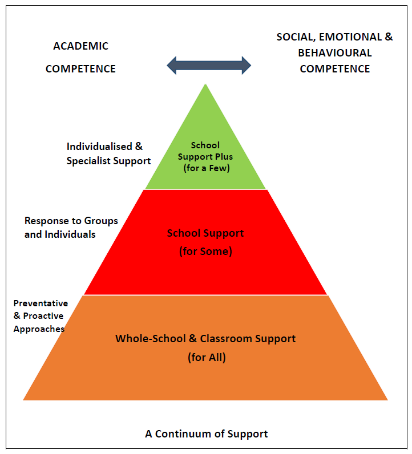 ACADEMIC
COMPETENCE
SOCIAL, EMOTIONAL &
BEHAVIOURAL
COMPETENCE
Individualised &
Specialist Support
School
Support Plus
(for a Few)
Response to Groups
and Individuals
School Support
(for Some)
Preventative
& Proactive
Approaches
Whole-School & Classroom Support
(for All)
A Continuum of Support